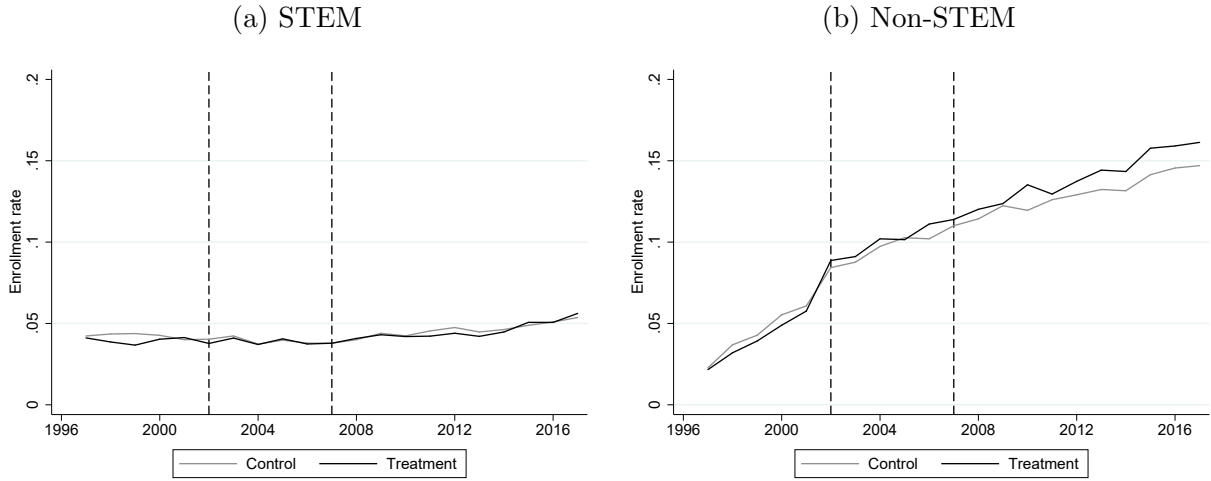 (a) STEM
.2
.15
.1
.05
0
Enrollment rate
1996 2000 2004 2008 2012 2016
Control Treatment
(b) Non-STEM
.2
.15
.1
.05
0
Enrollment rate
1996 2000 2004 2008 2012 2016
Control Treatment